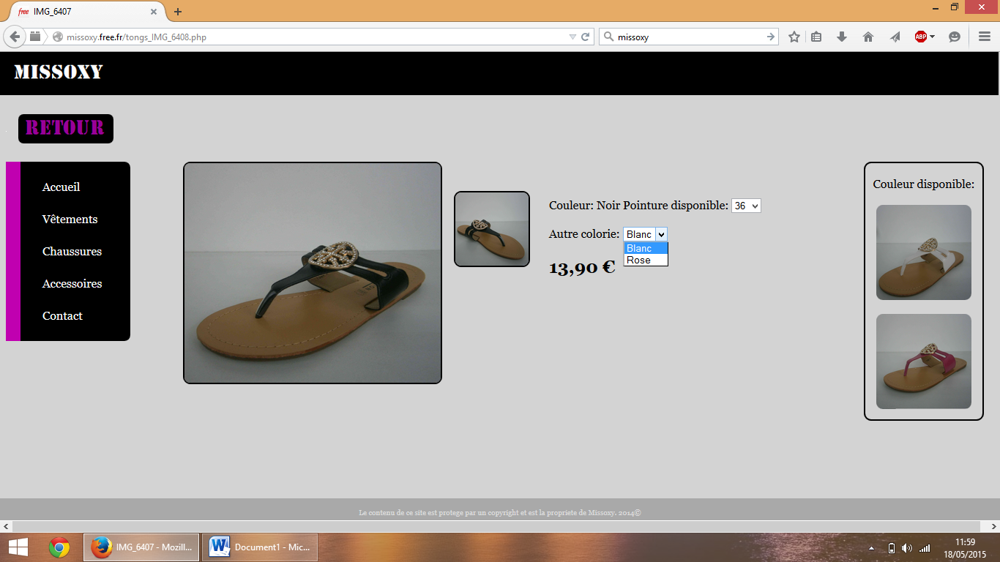 free IMG_6407
missoxy.free.fr/tongs_IMG_6408.php
missoxy
ABP
MISSOXY
RETOUR
Accueil
Vêtements
Chaussures
Accessoires
Contact
Couleur: Noir Pointure disponible: 36
Autre colorie: Blanc
Blanc
Rose
13,90 €
Couleur disponible:
Le contenu de ce site est protege par un copyright et est la propriete de Missoxy. 2014©
IMG_6407 - Mozill...
Document1 - Mic...
11:59
18/05/2015